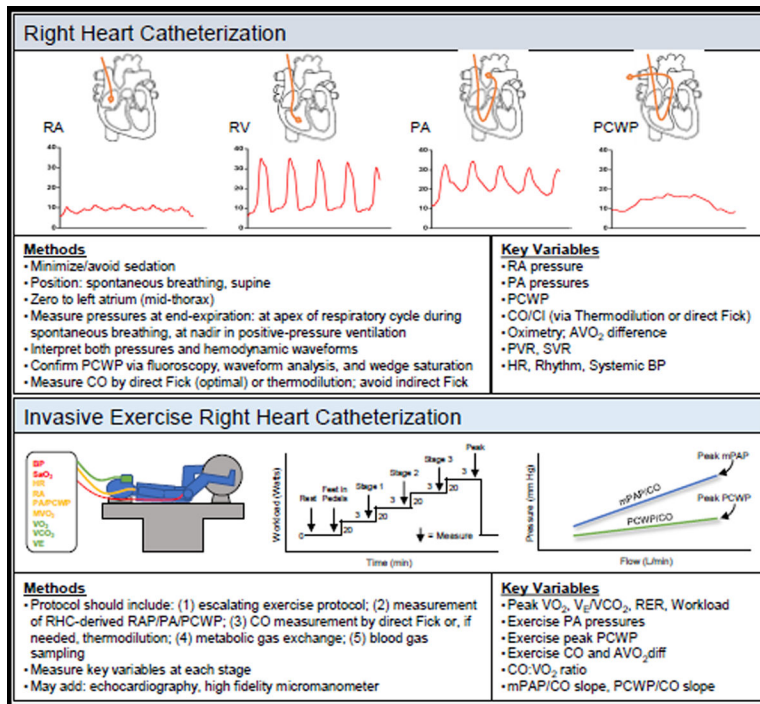 Right Heart Catheterization
RA
RV
PA
PCWP
40
30
20
10
0
40
30
20
10
0
40
30
20
10
0
40
30
20
10
0
Methods
• Minimize/avoid sedation
• Position: spontaneous breathing, supine
• Zero to left atrium (mid-thorax)
• Measure pressures at end-expiration: at apex of respiratory cycle during
spontaneous breathing, at nadir in positive-pressure ventilation
• Interpret both pressures and hemodynamic waveforms
• Confirm PCWP via fluoroscopy, waveform analysis, and wedge saturation
• Measure CO by direct Fick (optimal) or thermodilution; avoid indirect Fick
Key Variables
• RA pressure
• PA pressures
• PCWP
• CO/CI (via Thermodilution or direct Fick)
• Oximetry; AVO₂ difference
• PVR, SVR
• HR, Rhythm, Systemic BP
Invasive Exercise Right Heart Catheterization
BP
SaO₂
HR
RA
PA/PCWP
MVO₂
VO₂
VCO₂
VE
Workload (Watts)
Rest
Feet in
Pedals
Stage 1
Stage 2
Stage 3
Peak
0
20
3
20
3
20
3
20
3
= Measure
Time (min)
Pressure (mm Hg)
mPAP/CO
PCWP/CO
Peak mPAP
Peak PCWP
Flow (L/min)
Methods
• Protocol should include: (1) escalating exercise protocol; (2) measurement
of RHC-derived RAP/PA/PCWP; (3) CO measurement by direct Fick or, if
needed, thermodilution; (4) metabolic gas exchange; (5) blood gas
sampling
• Measure key variables at each stage
• May add: echocardiography, high fidelity micromanometer
Key Variables
• Peak VO₂, VE/VCO₂, RER, Workload
• Exercise PA pressures
• Exercise peak PCWP
• Exercise CO and AVO₂diff
• CO:VO₂ ratio
• mPAP/CO slope, PCWP/CO slope